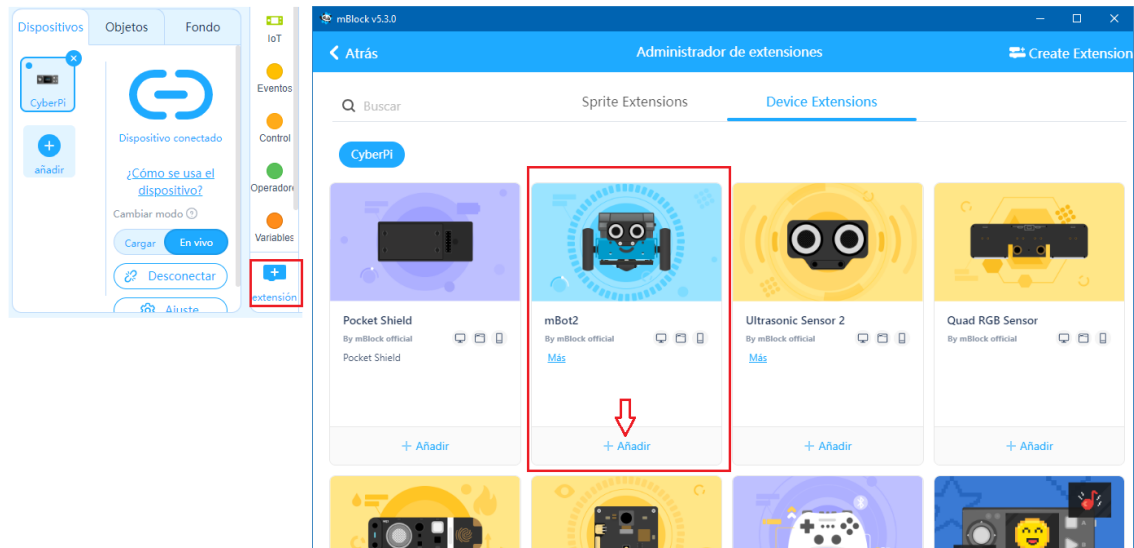 Dispositivos
Objetos
Fondo
CyberPi
añadir
Dispositivo conectado
¿Cómo se usa el
dispositivo?
Cambiar modo
Cargar
En vivo
Desconectar
Ajuste
IoT
Eventos
Control
Operadore
Variables
extensión
mBlock v5.3.0
Atrás
Administrador de extensiones
Create Extension
Buscar
Sprite Extensions
Device Extensions
CyberPi
Pocket Shield
By mBlock official
Pocket Shield
+ Añadir
mBot2
By mBlock official
Más
+ Añadir
Ultrasonic Sensor 2
By mBlock official
Más
+ Añadir
Quad RGB Sensor
By mBlock official
+ Añadir